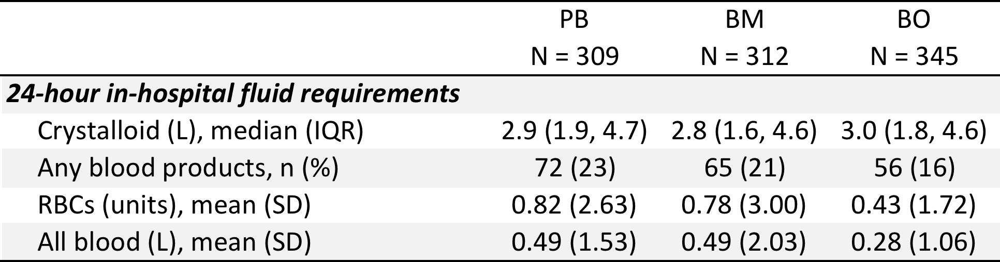 PB BM BO
N = 309 N = 312 N = 345
24-hour in-hospital fluid requirements
Crystalloid (L), median (IQR) 2.9 (1.9, 4.7) 2.8 (1.6, 4.6) 3.0 (1.8, 4.6)
Any blood products, n (%) 72 (23) 65 (21) 56 (16)
RBCs (units), mean (SD) 0.82 (2.63) 0.78 (3.00) 0.43 (1.72)
All blood (L), mean (SD) 0.49 (1.53) 0.49 (2.03) 0.28 (1.06)